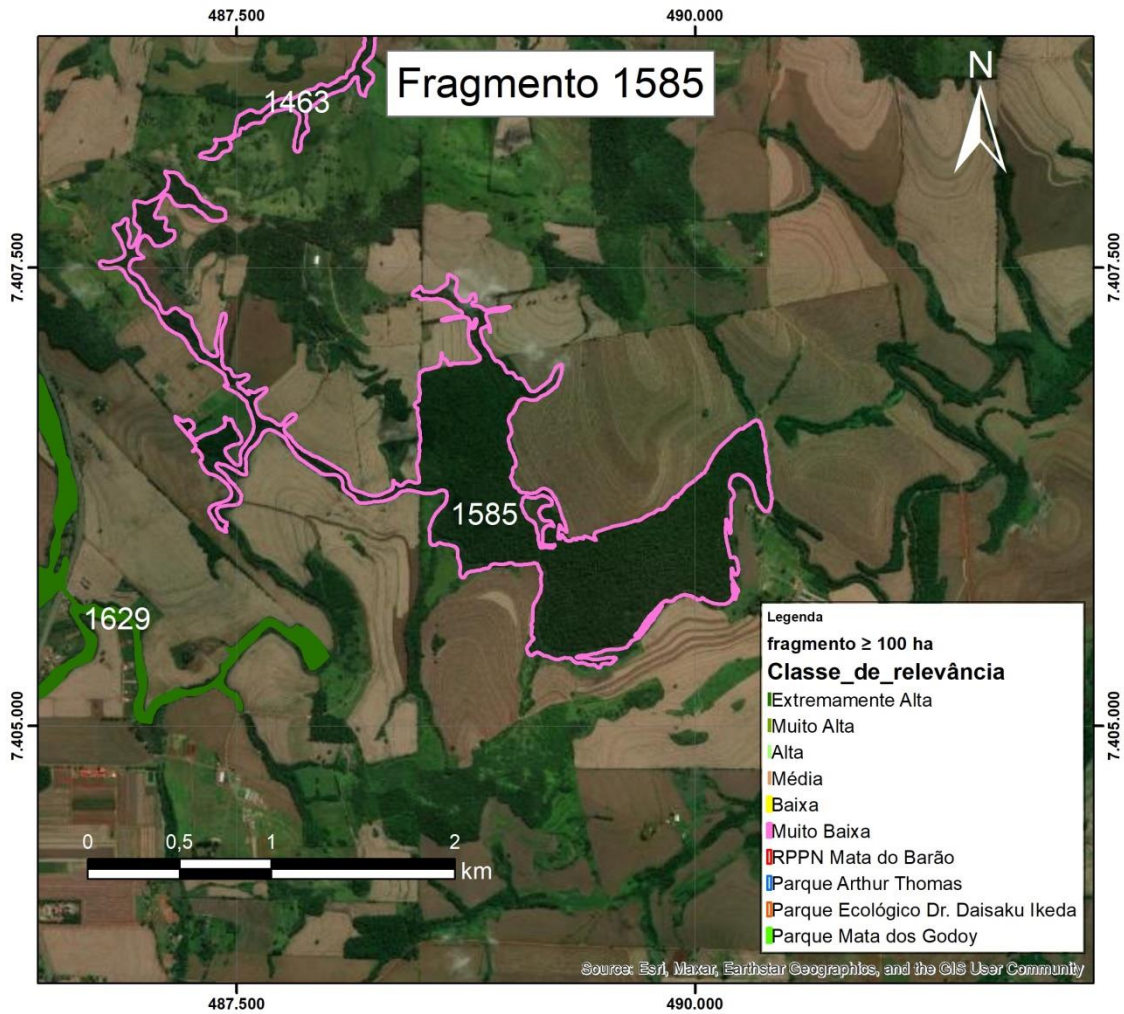 487.500
490.000
Fragmento 1585
N
1463
7.407.500
7.407.500
1585
1629
7.405.000
7.405.000
Legenda
fragmento ≥ 100 ha
Classe_de_relevância
Extremamente Alta
Muito Alta
Alta
Média
Baixa
Muito Baixa
RPPN Mata do Barão
Parque Arthur Thomas
Parque Ecológico Dr. Daisaku Ikeda
Parque Mata dos Godoy
0 0,5 1 2
km
Source: Esri, Maxar, Earthstar Geographics, and the GIS User Community
487.500
490.000